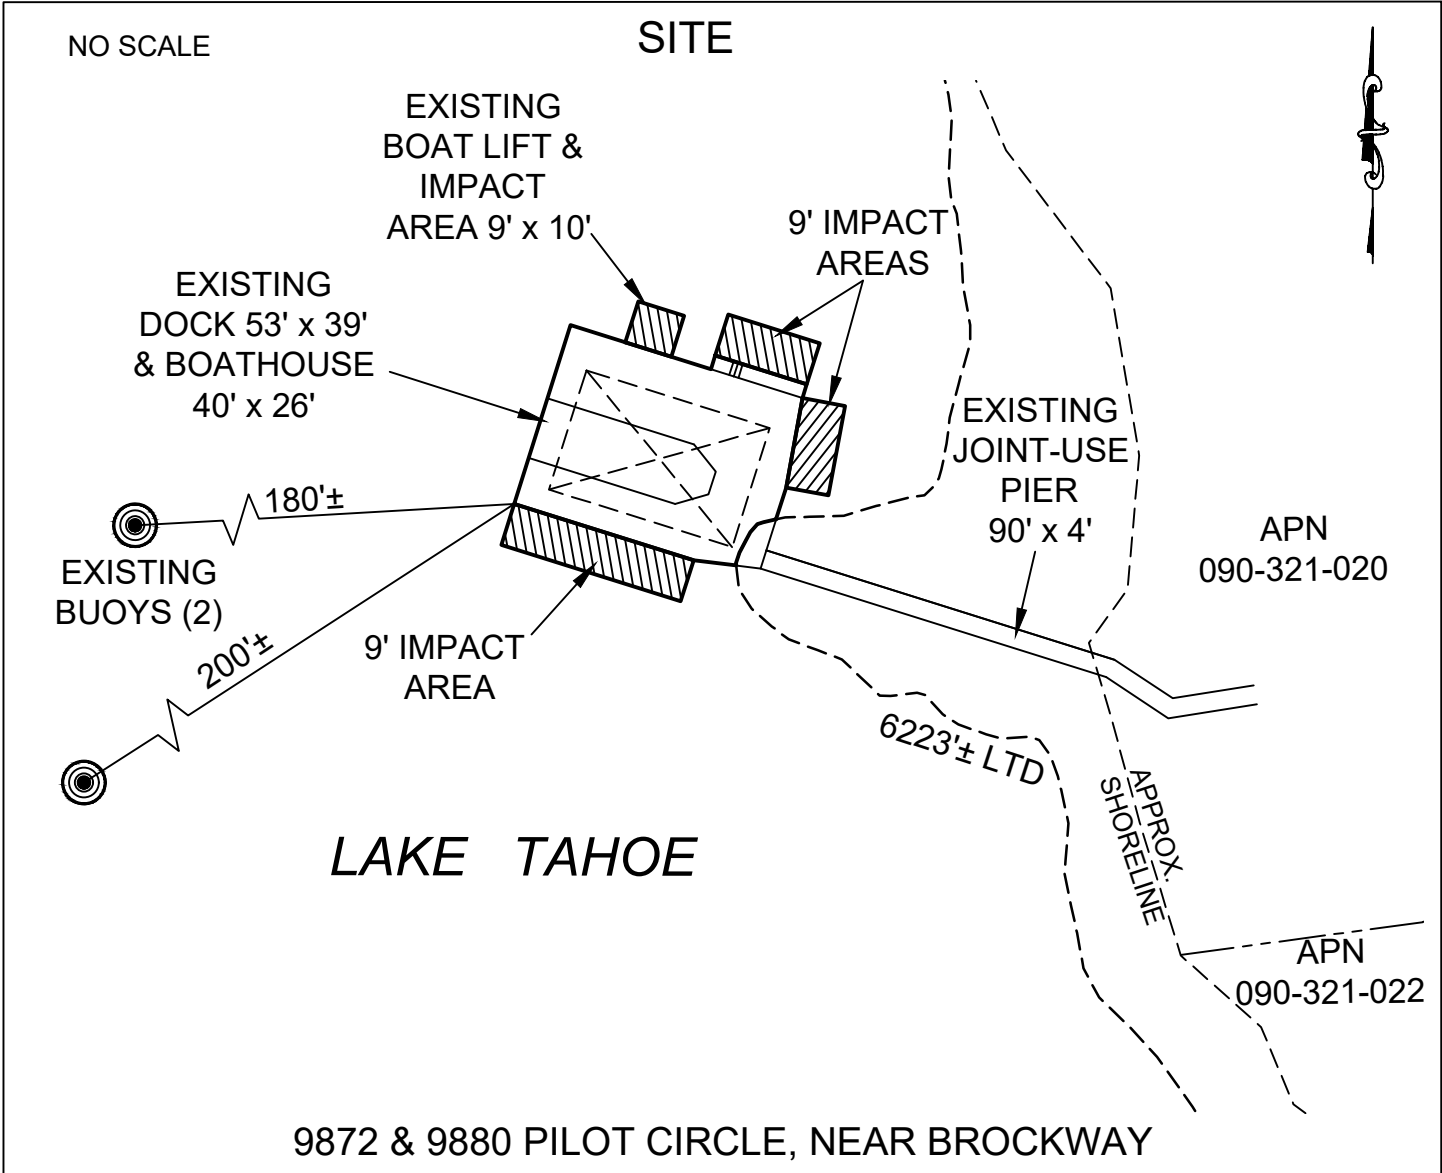 NO SCALE
SITE
EXISTING
BOAT LIFT &
IMPACT
AREA 9' x 10'
9' IMPACT
AREAS
EXISTING
DOCK 53' x 39'
& BOATHOUSE
40' x 26'
EXISTING
JOINT-USE
PIER
90' x 4'
180'±
APN
090-321-020
EXISTING
BUOYS (2)
200'±
9' IMPACT
AREA
6223'± LTD
APPROX.
SHORELINE
LAKE TAHOE
APN
090-321-022
9872 & 9880 PILOT CIRCLE, NEAR BROCKWAY